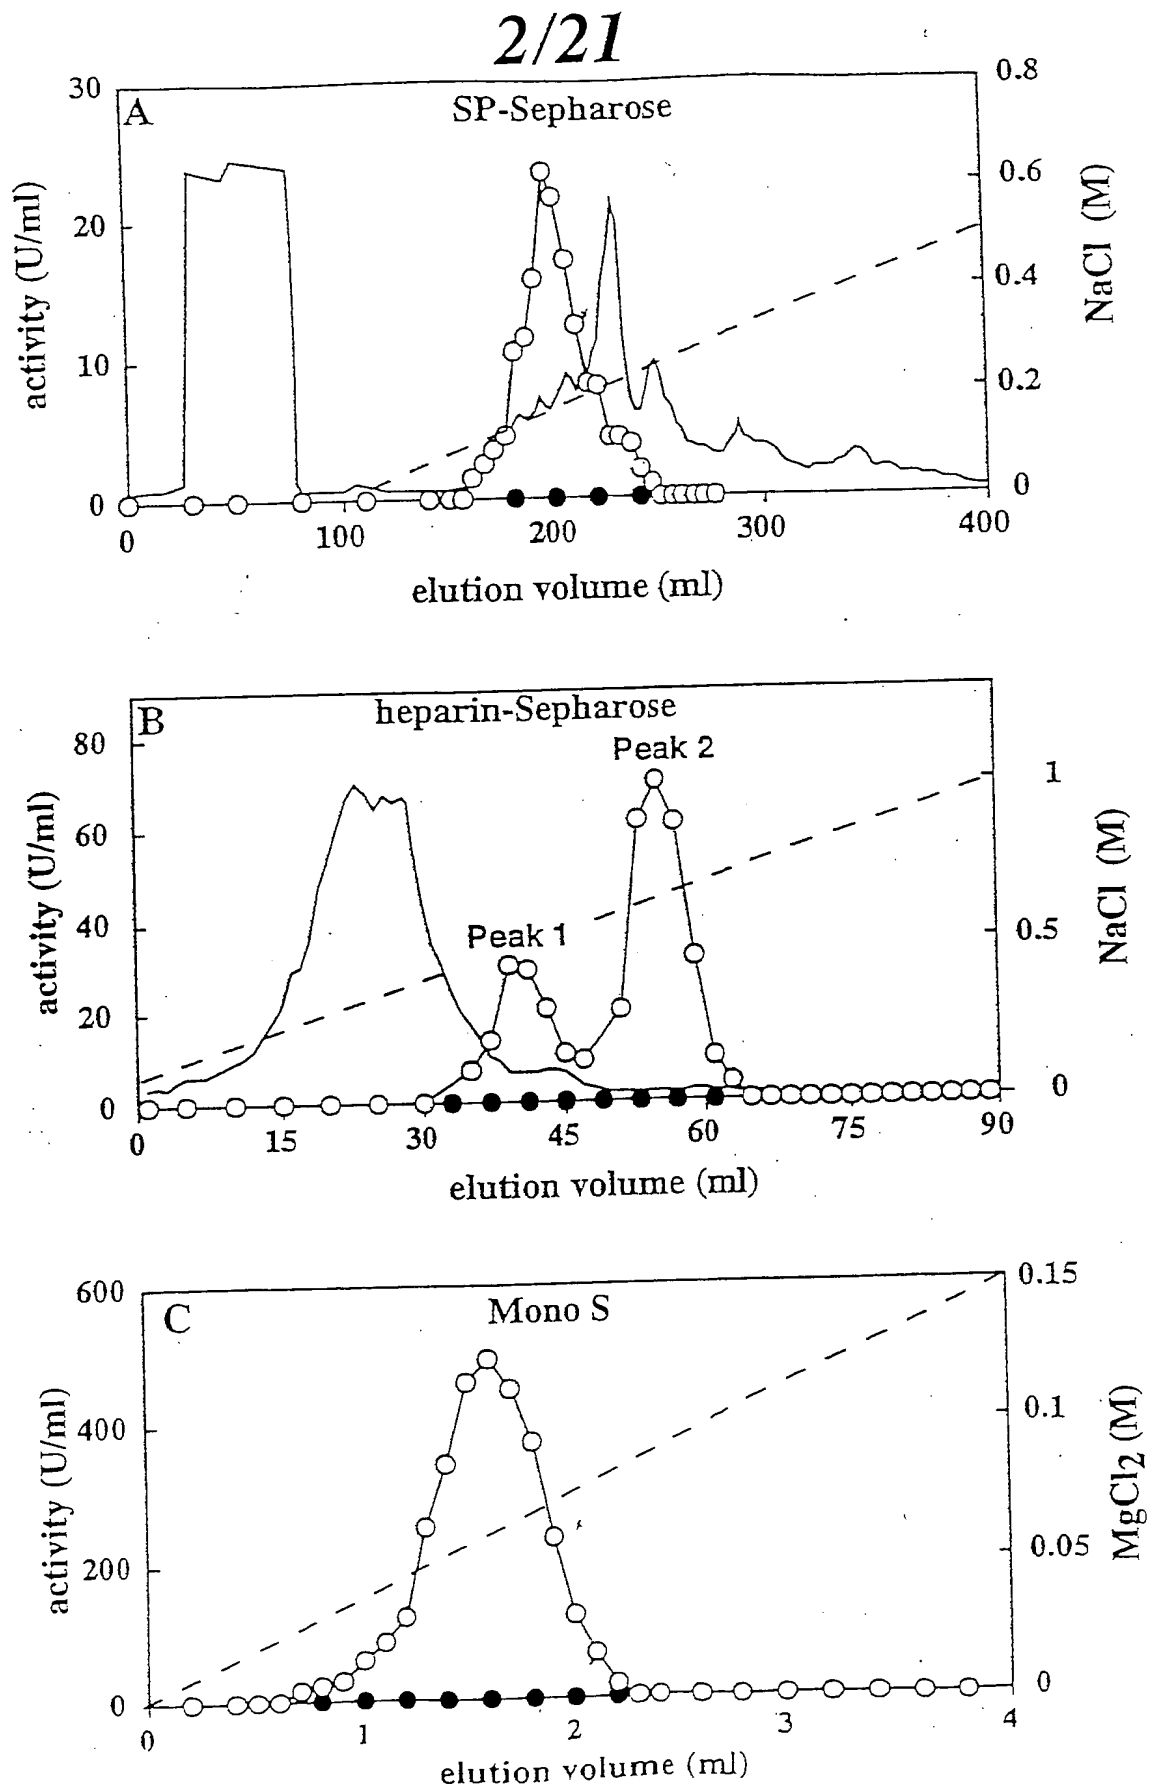 2/21
A
SP-Sepharose
30
20
10
0
activity (U/ml)
0.8
0.6
0.4
0.2
0
NaCl (M)
0 100 200 300 400
elution volume (ml)
B
heparin-Sepharose
Peak 1
Peak 2
80
60
40
20
0
activity (U/ml)
1
0.5
0
NaCl (M)
0 15 30 45 60 75 90
elution volume (ml)
C
Mono S
600
400
200
0
activity (U/ml)
0.15
0.1
0.05
0
MgCl2 (M)
0 1 2 3 4
elution volume (ml)